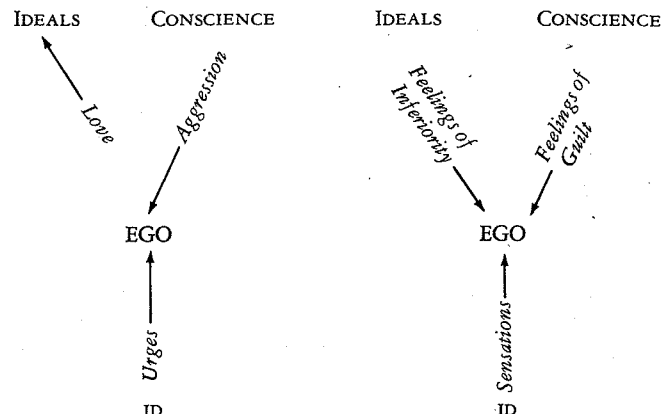 IDEALS CONSCIENCE
Love
Aggression
EGO
Urges
ID
IDEALS CONSCIENCE
Feelings of
Inferiority
Feelings of
Guilt
EGO
Sensations
ID